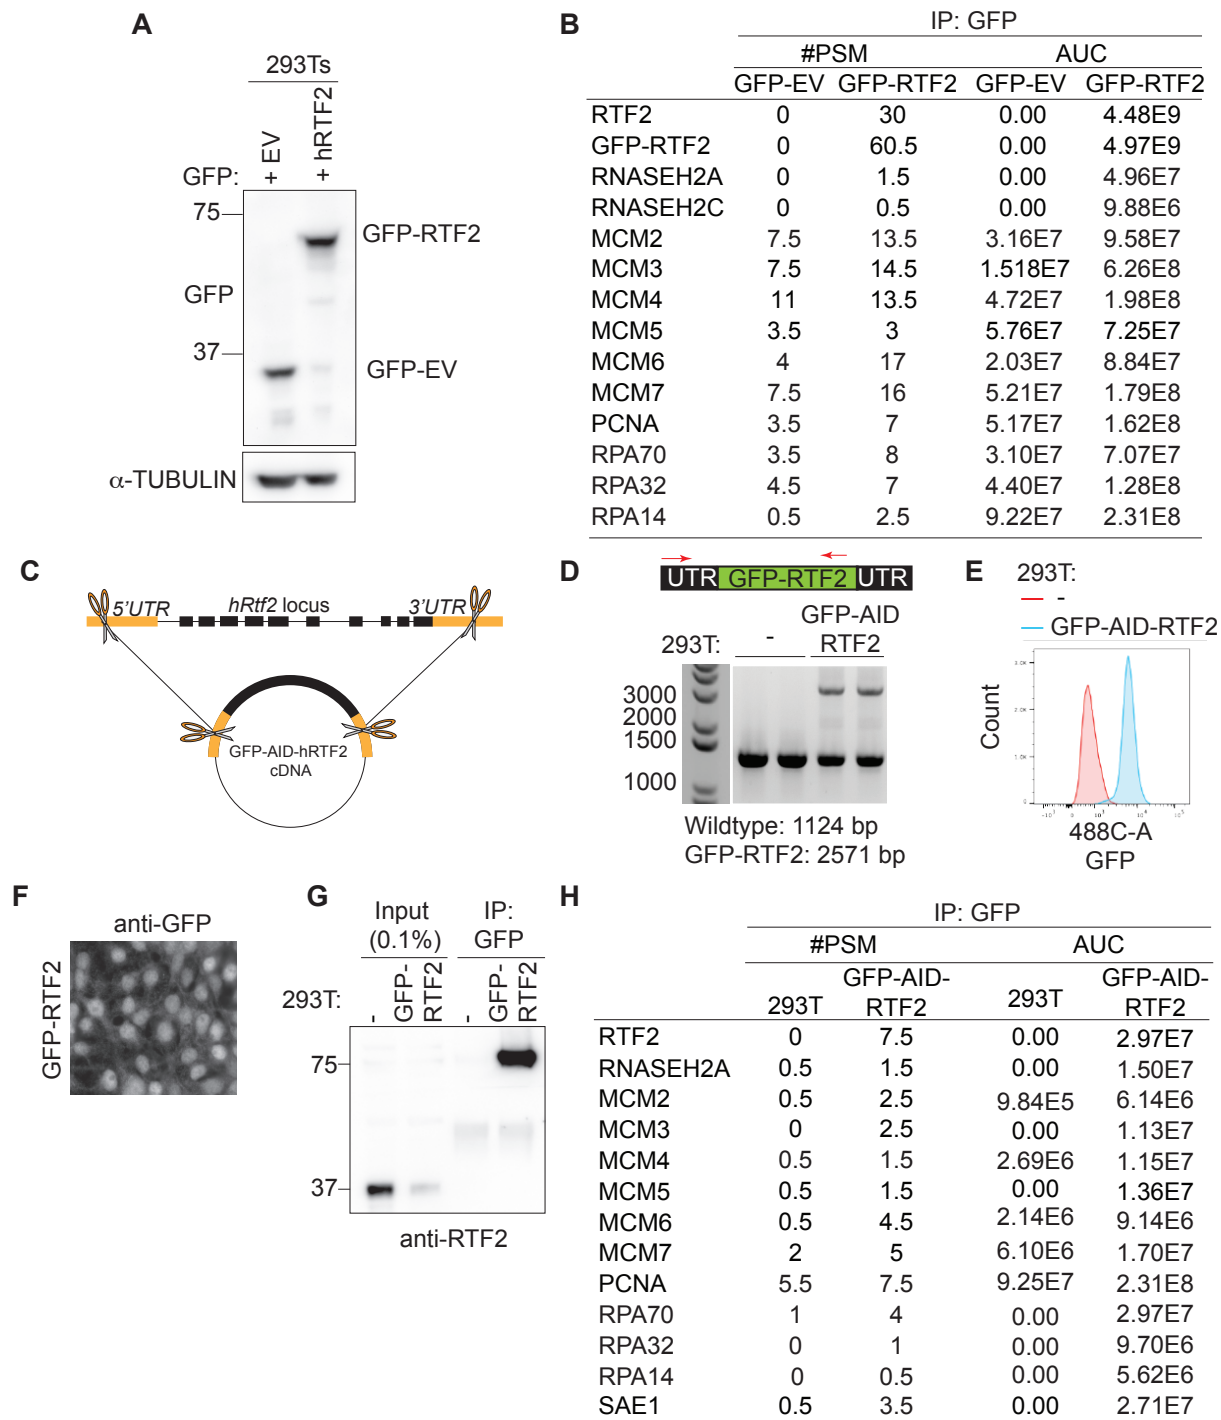 A
293Ts
GFP: + EV + hRTF2
75
GFP-RTF2
GFP
37
GFP-EV
α-TUBULIN
B
IP: GFP
#PSM AUC
GFP-EV GFP-RTF2 GFP-EV GFP-RTF2
RTF2 0 30 0.00 4.48E9
GFP-RTF2 0 60.5 0.00 4.97E9
RNASEH2A 0 1.5 0.00 4.96E7
RNASEH2C 0 0.5 0.00 9.88E6
MCM2 7.5 13.5 3.16E7 9.58E7
MCM3 7.5 14.5 1.518E7 6.26E8
MCM4 11 13.5 4.72E7 1.98E8
MCM5 3.5 3 5.76E7 7.25E7
MCM6 4 17 2.03E7 8.84E7
MCM7 7.5 16 5.21E7 1.79E8
PCNA 3.5 7 5.17E7 1.62E8
RPA70 3.5 8 3.10E7 7.07E7
RPA32 4.5 7 4.40E7 1.28E8
RPA14 0.5 2.5 9.22E7 2.31E8
C
5'UTR hRtf2 locus 3'UTR
GFP-AID-hRTF2
cDNA
D
UTR GFP-RTF2 UTR
GFP-AID
293T: - RTF2
3000
2000
1500
1000
Wildtype: 1124 bp
GFP-RTF2: 2571 bp
E
293T:
-
GFP-AID-RTF2
Count
3.0K
2.0K
1.0K
0
-10³ 0 10³ 10⁴ 10⁵
488C-A
GFP
F
anti-GFP
GFP-RTF2
G
Input IP:
(0.1%) GFP
293T: - GFP-RTF2 - GFP-RTF2
75
37
anti-RTF2
H
IP: GFP
#PSM AUC
293T GFP-AID-RTF2 293T GFP-AID-RTF2
RTF2 0 7.5 0.00 2.97E7
RNASEH2A 0.5 1.5 0.00 1.50E7
MCM2 0.5 2.5 9.84E5 6.14E6
MCM3 0 2.5 0.00 1.13E7
MCM4 0.5 1.5 2.69E6 1.15E7
MCM5 0.5 1.5 0.00 1.36E7
MCM6 0.5 4.5 2.14E6 9.14E6
MCM7 2 5 6.10E6 1.70E7
PCNA 5.5 7.5 9.25E7 2.31E8
RPA70 1 4 0.00 2.97E7
RPA32 0 1 0.00 9.70E6
RPA14 0 0.5 0.00 5.62E6
SAE1 0.5 3.5 0.00 2.71E7